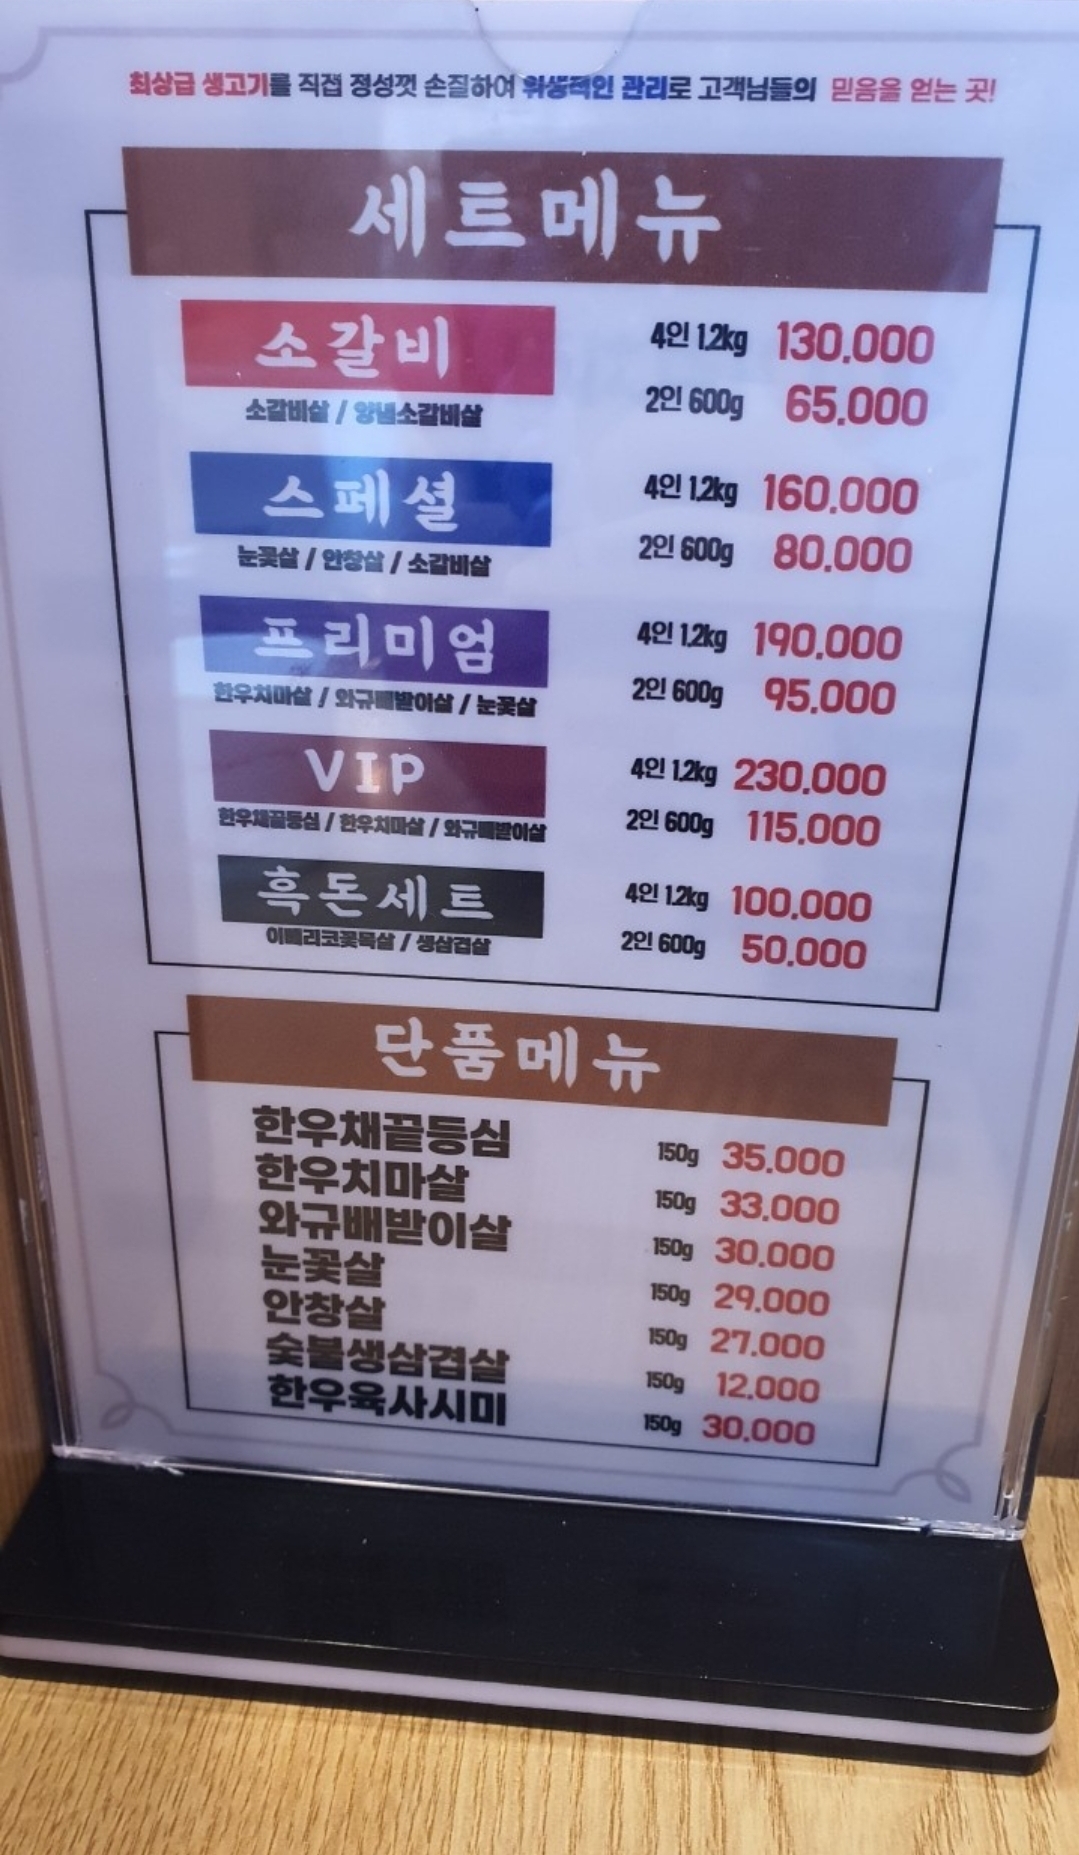 최상급 생고기를 직접 정성껏 손질하여 위생적인 관리로 고객님들의 믿음을 얻는 곳!
세트메뉴
소갈비 4인 1.2kg 130.000
소갈비살 / 양념소갈비살 2인 600g 65.000
스페셜 4인 1.2kg 160.000
눈꽃살 / 안창살 / 소갈비살 2인 600g 80.000
프리미엄 4인 1.2kg 190.000
한우치마살 / 와규배받이살 / 눈꽃살 2인 600g 95.000
VIP 4인 1.2kg 230.000
한우채끝등심 / 한우치마살 / 와규배받이살 2인 600g 115.000
흑돈세트 4인 1.2kg 100.000
이베리코꽃목살 / 생삼겹살 2인 600g 50.000
단품메뉴
한우채끝등심 150g 35.000
한우치마살 150g 33.000
와규배받이살 150g 30.000
눈꽃살 150g 29.000
안창살 150g 27.000
숯불생삼겹살 150g 12.000
한우육사시미 150g 30.000